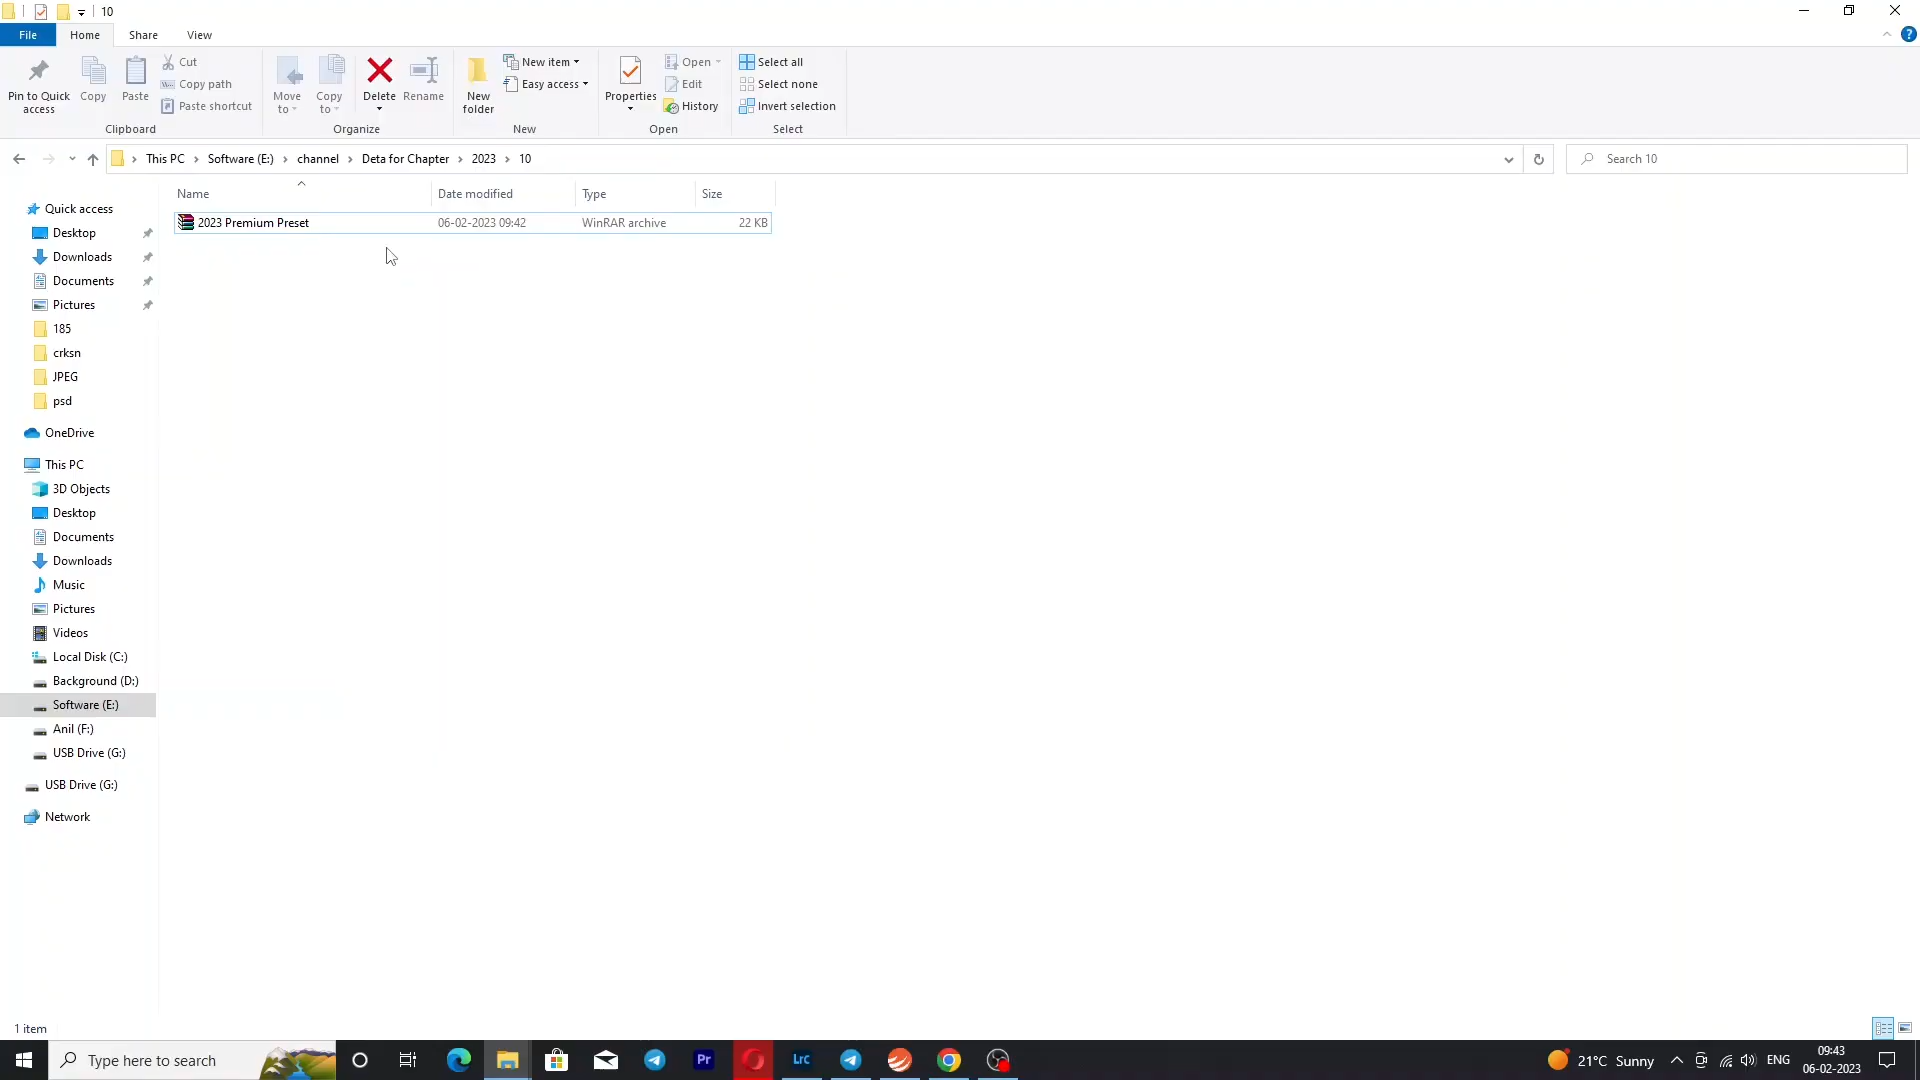 10
File Home Share View
Pin to Quick access
Copy
Paste
Cut
Copy path
Paste shortcut
Clipboard
Move to
Copy to
Delete
Rename
Organize
New folder
New item
Easy access
New
Properties
Open
Edit
History
Open
Select all
Select none
Invert selection
Select
This PC Software (E:) channel Deta for Chapter 2023 10
Search 10
Name Date modified Type Size
2023 Premium Preset 06-02-2023 09:42 WinRAR archive 22 KB
Quick access
Desktop
Downloads
Documents
Pictures
185
crksn
JPEG
psd
OneDrive
This PC
3D Objects
Desktop
Documents
Downloads
Music
Pictures
Videos
Local Disk (C:)
Background (D:)
Software (E:)
Anil (F:)
USB Drive (G:)
USB Drive (G:)
Network
1 item
Type here to search
Pr
Lrc
21°C Sunny
ENG
09:43
06-02-2023